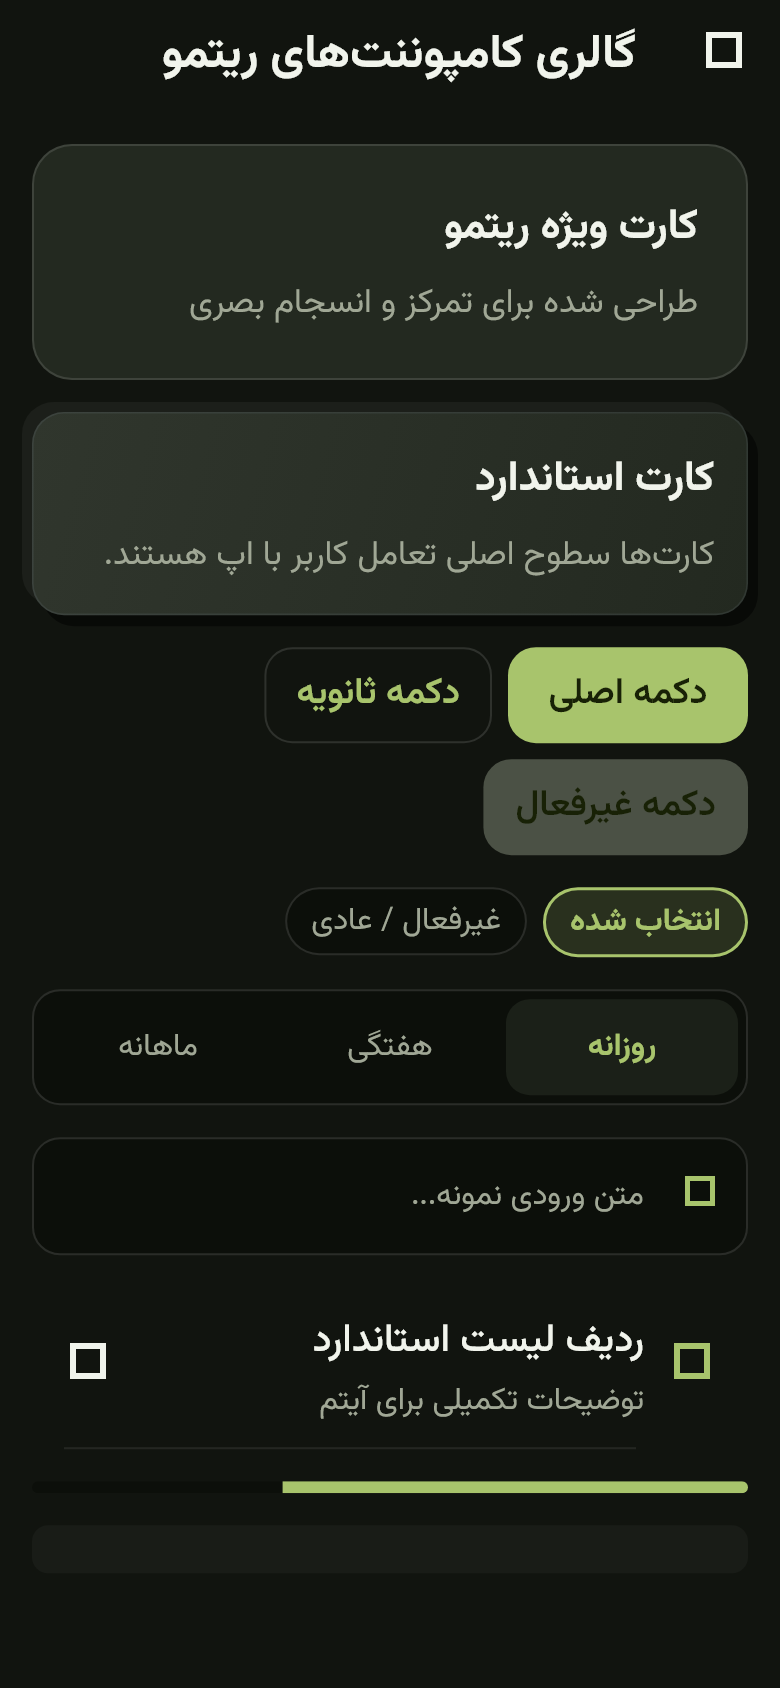 گالری کامپوننت‌های ریتمو
کارت ویژه ریتمو
طراحی شده برای تمرکز و انسجام بصری
کارت استاندارد
کارت‌ها سطوح اصلی تعامل کاربر با اپ هستند.
دکمه اصلی
دکمه ثانویه
دکمه غیرفعال
انتخاب شده
غیرفعال / عادی
روزانه
هفتگی
ماهانه
متن ورودی نمونه...
ردیف لیست استاندارد
توضیحات تکمیلی برای آیتم